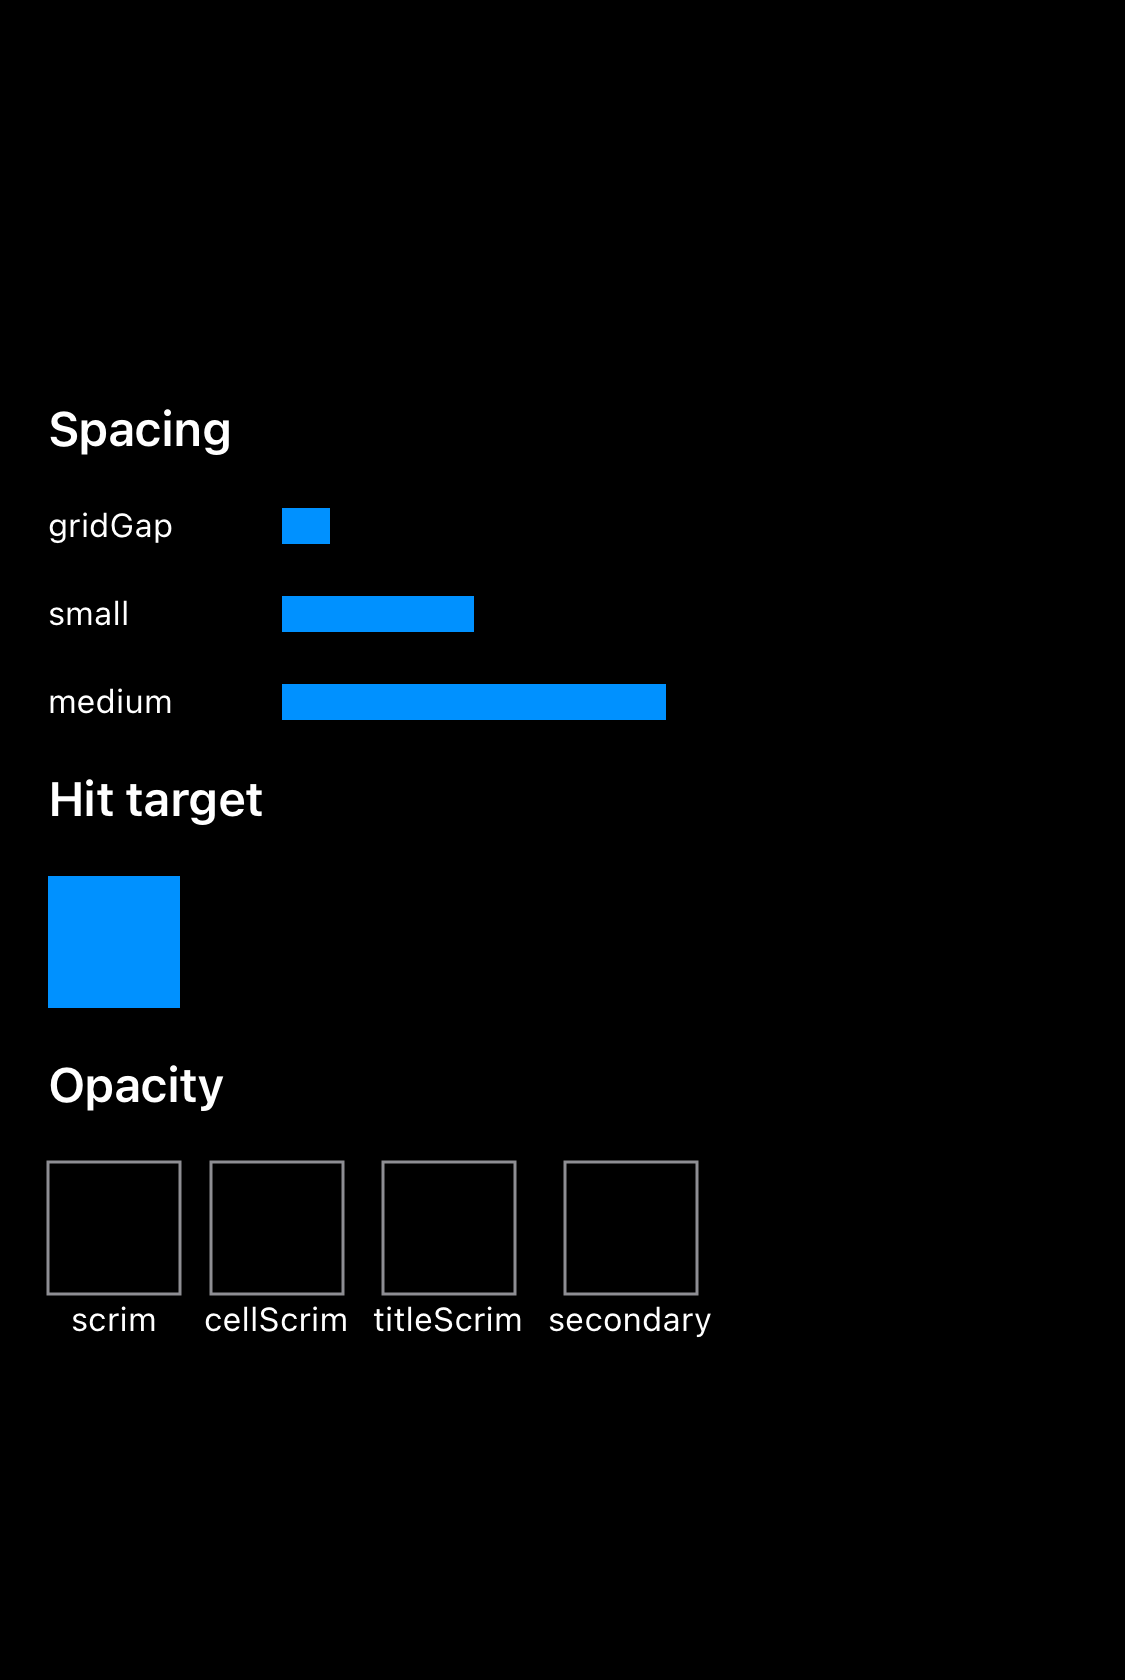 Spacing
gridGap
small
medium
Hit target
Opacity
scrim cellScrim titleScrim secondary